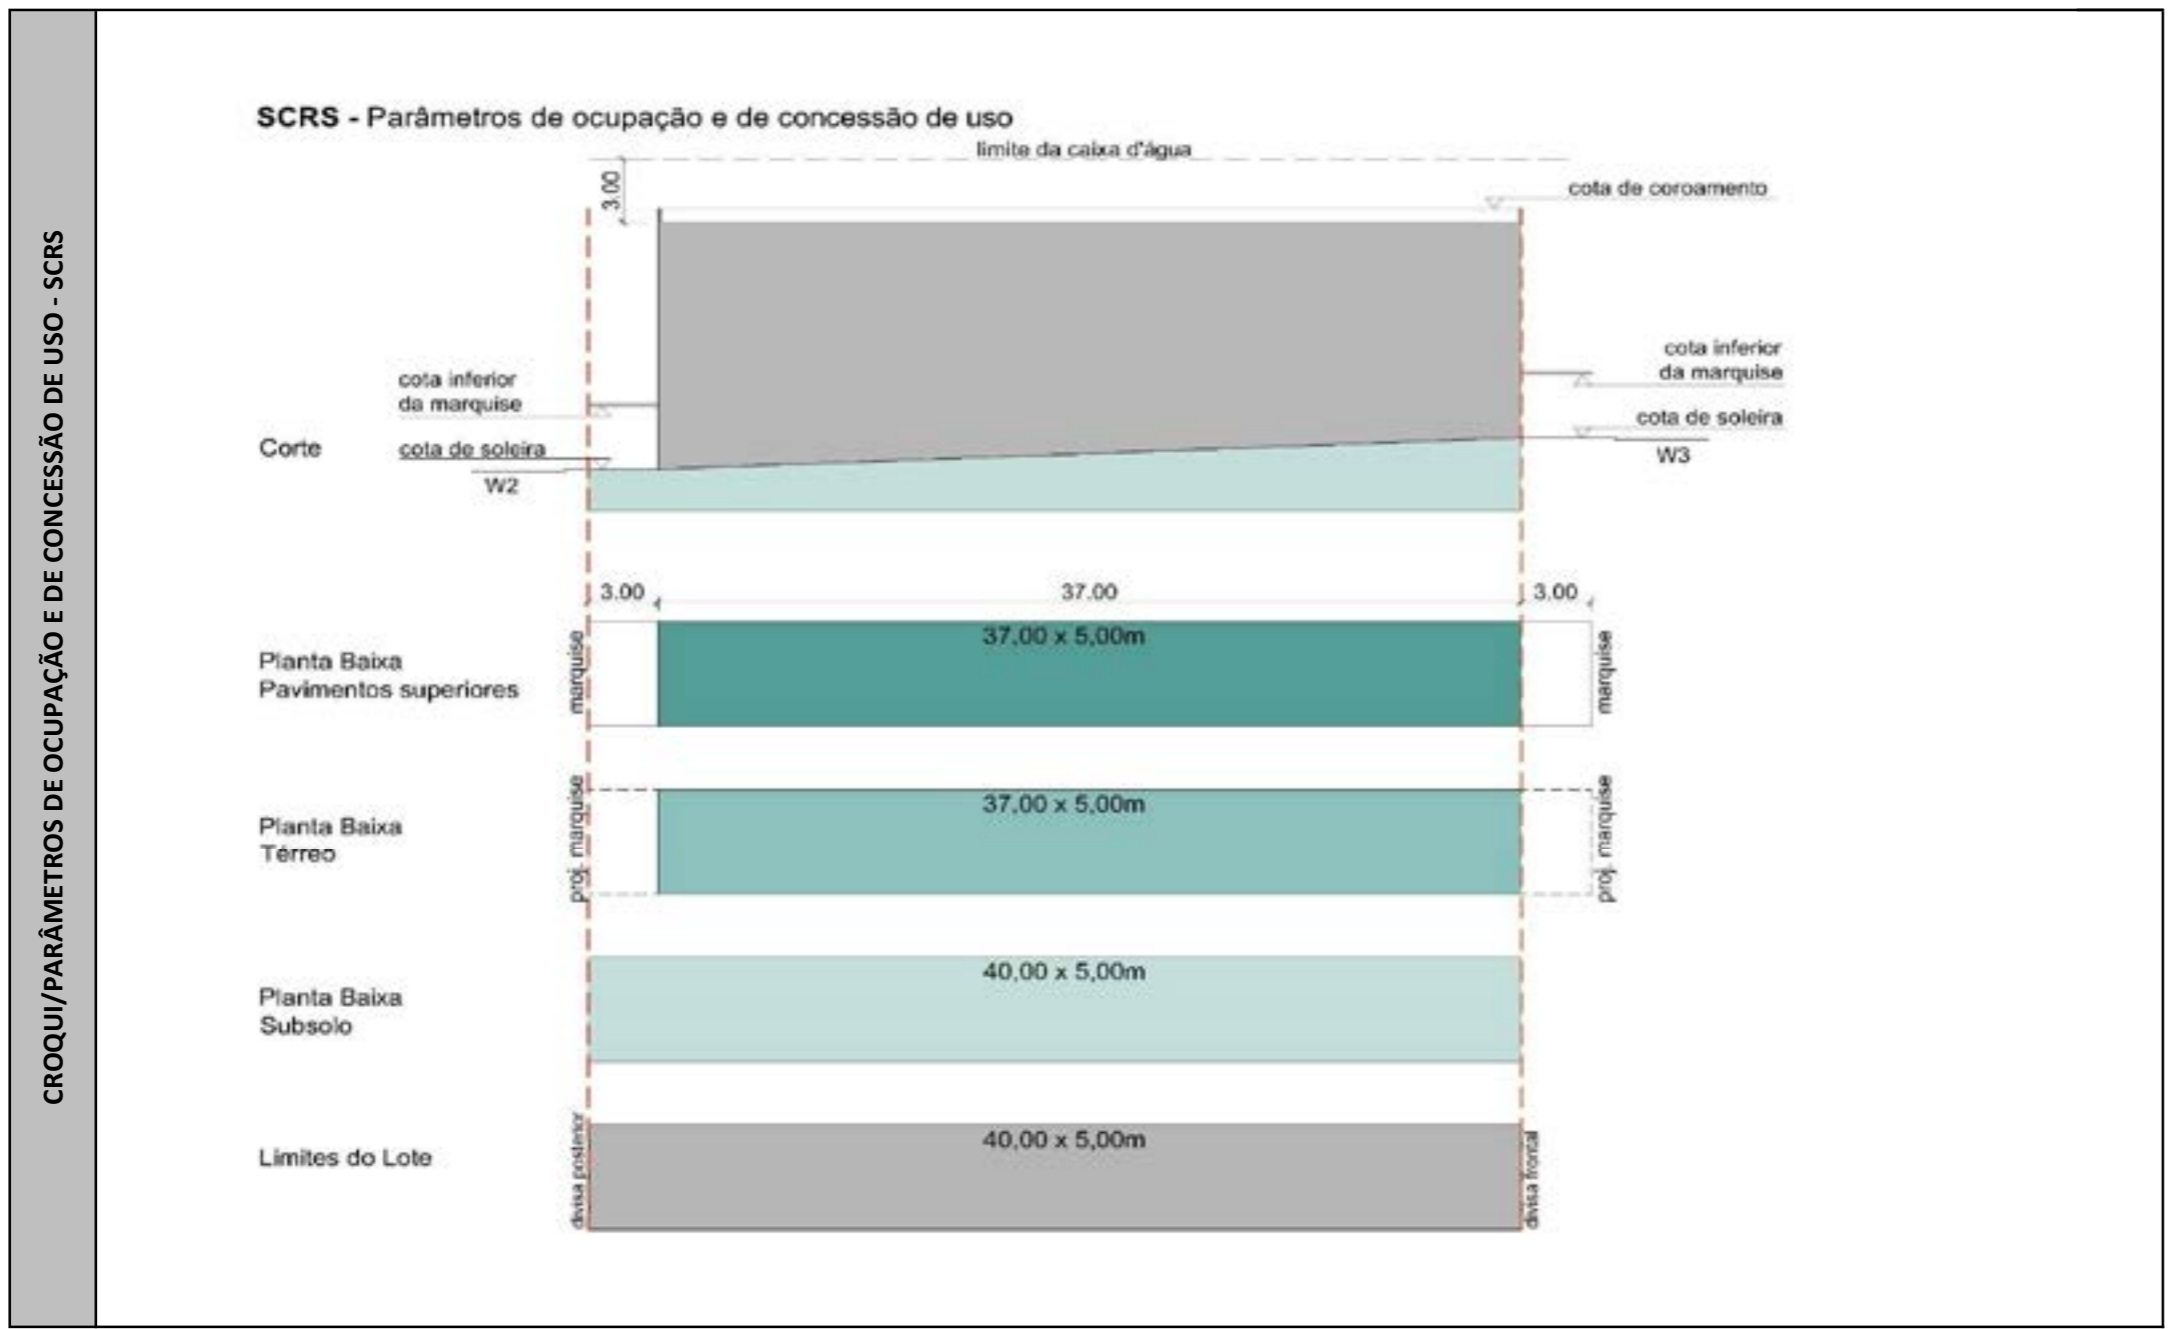 CROQUI/PARÂMETROS DE OCUPAÇÃO E DE CONCESSÃO DE USO - SCRS
SCRS - Parâmetros de ocupação e de concessão de uso
limite da caixa d'água
3.00
cota de coroamento
cota inferior
da marquise
cota inferior
da marquise
cota de soleira
Corte
cota de soleira
W3
W2
3.00
37.00
3.00
37,00 x 5,00m
Planta Baixa
Pavimentos superiores
marquise
marquise
37,00 x 5,00m
Planta Baixa
Térreo
proj. marquise
proj. marquise
40,00 x 5,00m
Planta Baixa
Subsolo
40,00 x 5,00m
Limites do Lote
divisa posterior
divisa frontal